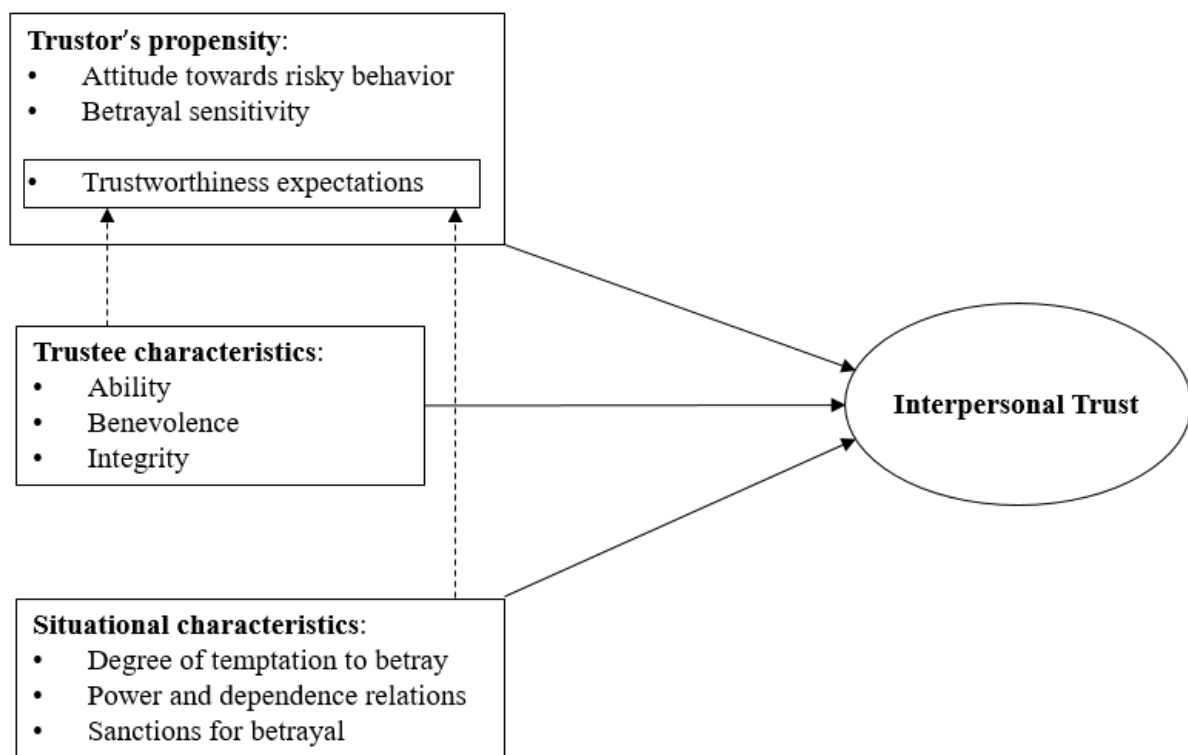 Trustor's propensity:
• Attitude towards risky behavior
• Betrayal sensitivity
• Trustworthiness expectations
Trustee characteristics:
• Ability
• Benevolence
• Integrity
Interpersonal Trust
Situational characteristics:
• Degree of temptation to betray
• Power and dependence relations
• Sanctions for betrayal